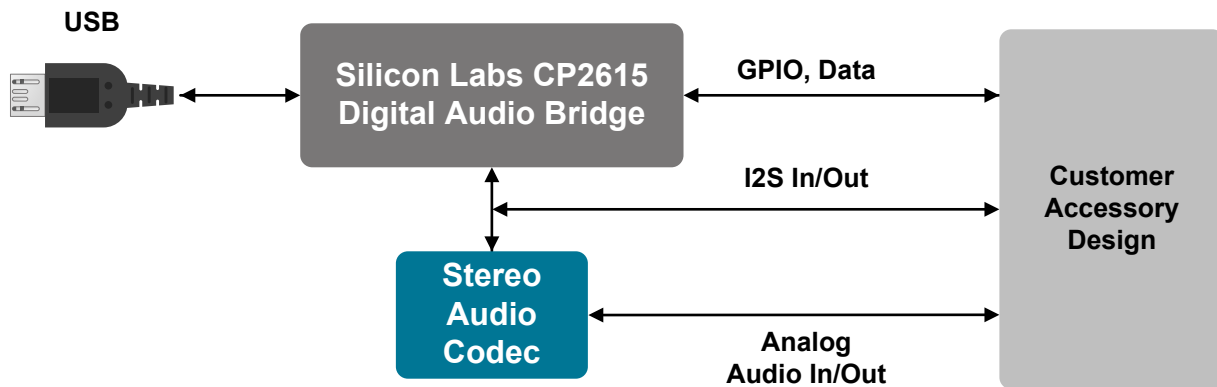 USB
Silicon Labs CP2615
Digital Audio Bridge
GPIO, Data
I2S In/Out
Customer
Accessory
Design
Stereo
Audio
Codec
Analog
Audio In/Out